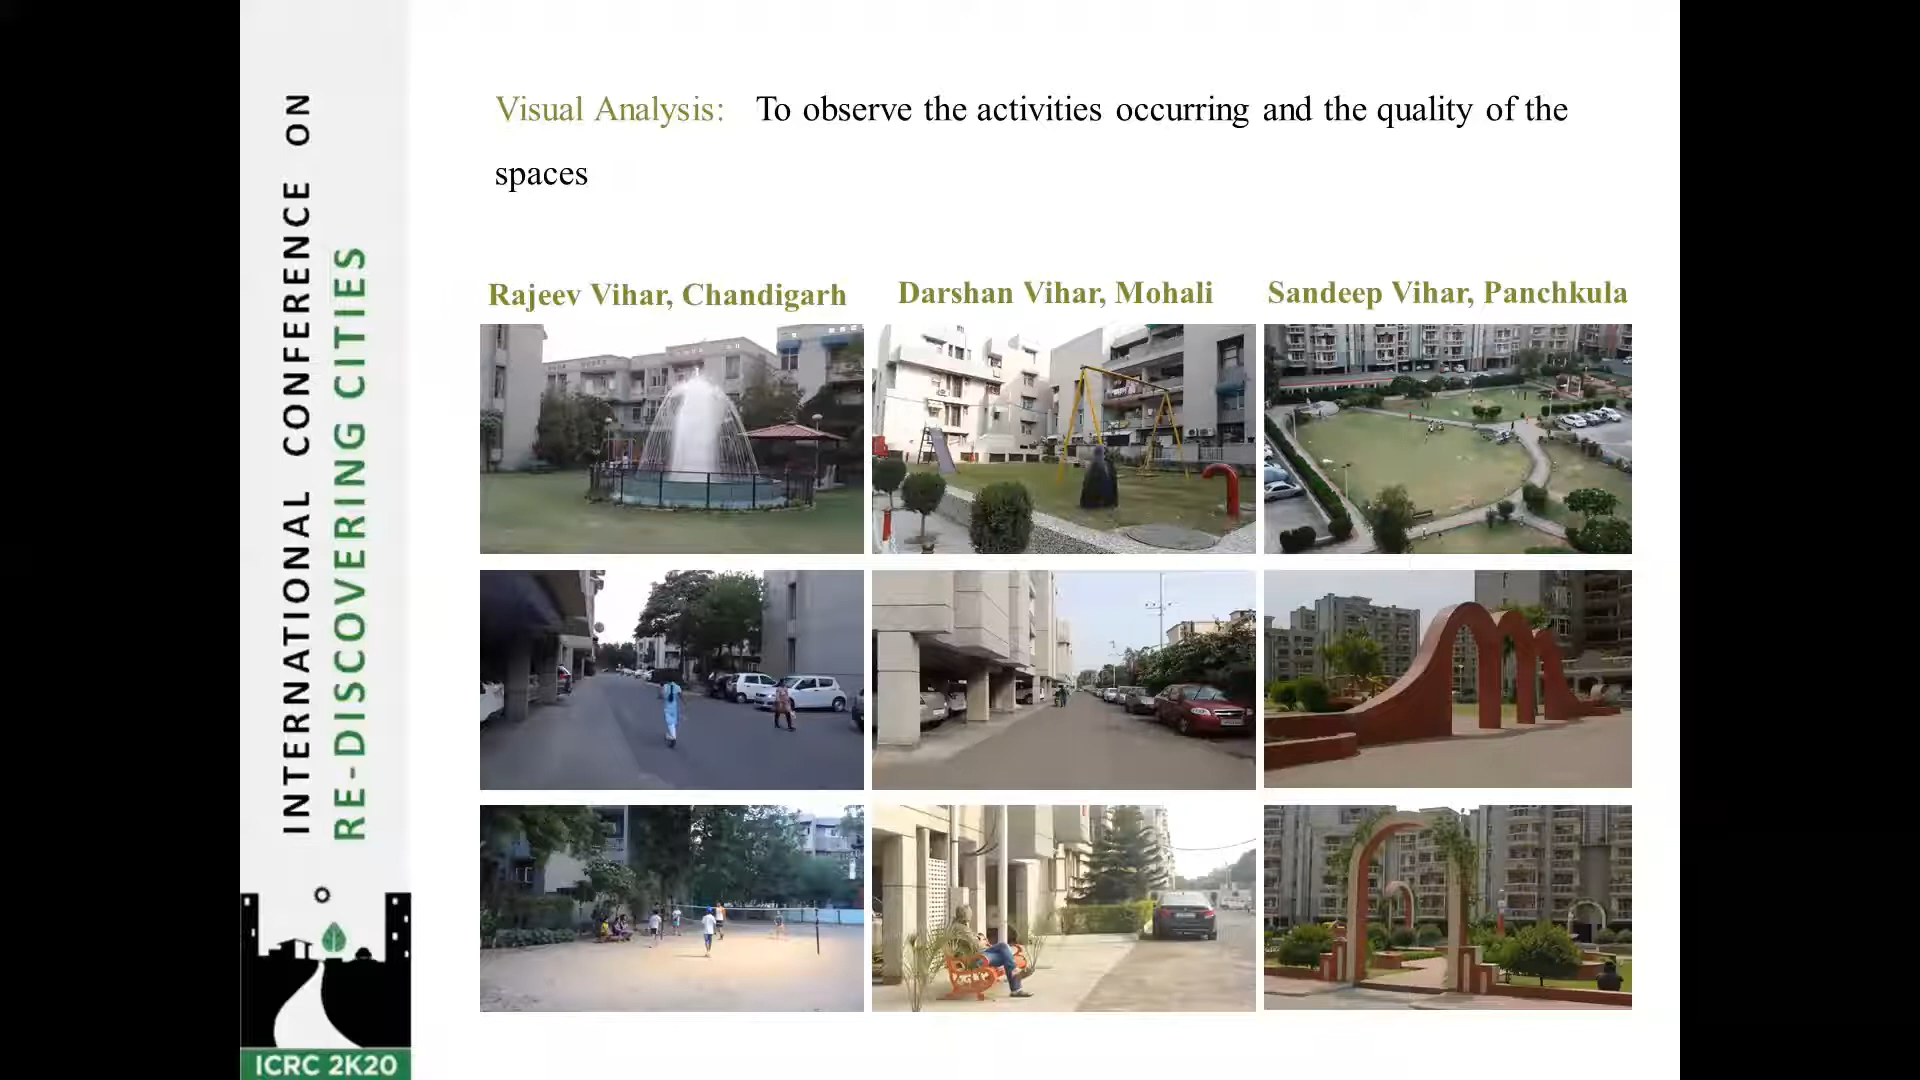 INTERNATIONAL CONFERENCE ON
RE-DISCOVERING CITIES
ICRC 2K20
Visual Analysis: To observe the activities occurring and the quality of the
spaces
Rajeev Vihar, Chandigarh
Darshan Vihar, Mohali
Sandeep Vihar, Panchkula